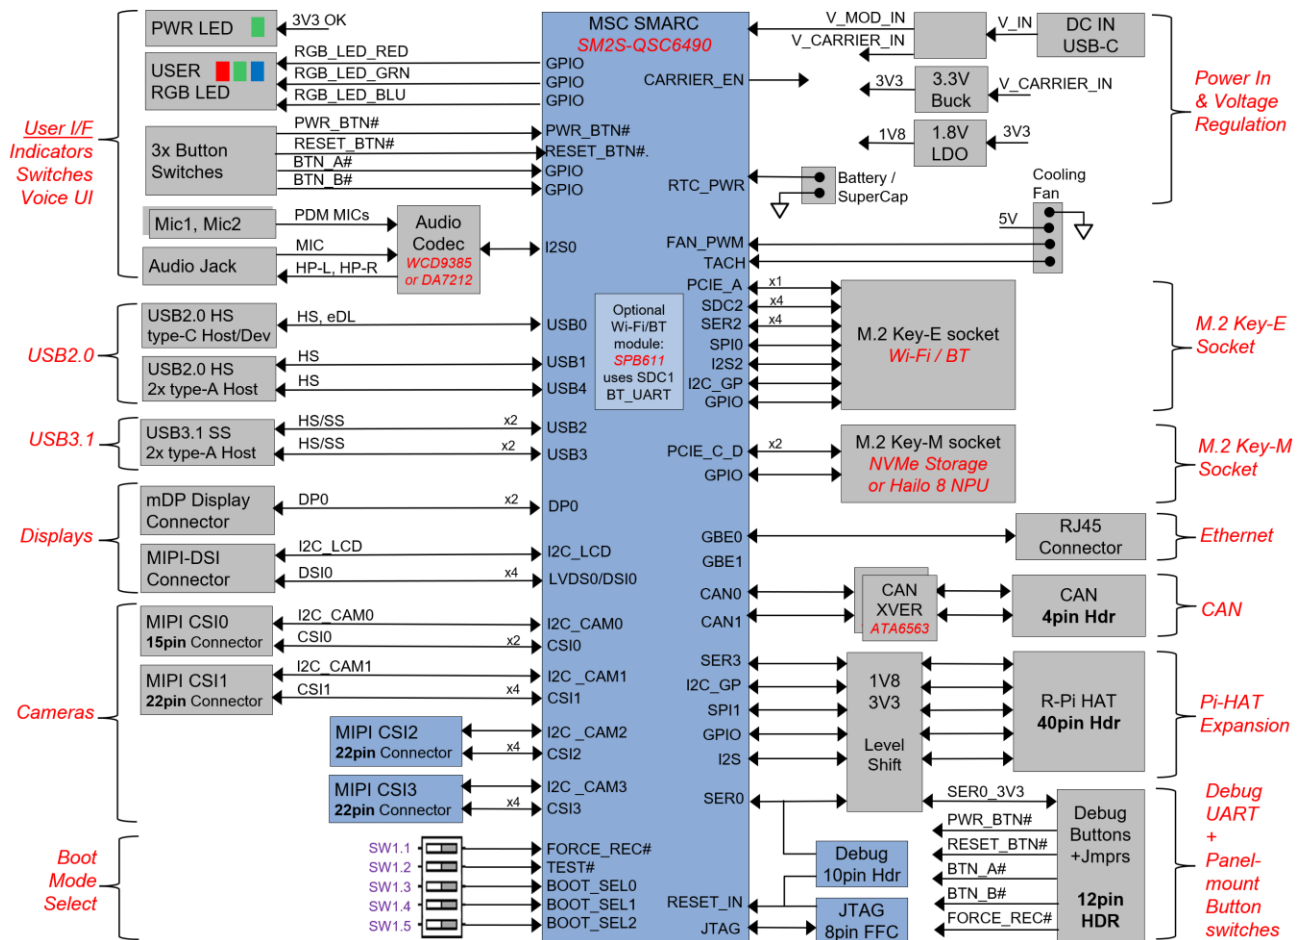 MSC SMARC
SM2S-QSC6490
PWR LED
3V3 OK
USER
RGB LED
RGB_LED_RED
RGB_LED_GRN
RGB_LED_BLU
GPIO
GPIO
GPIO
User I/F
Indicators
Switches
Voice UI
3x Button
Switches
PWR_BTN#
RESET_BTN#
BTN_A#
BTN_B#
PWR_BTN#
RESET_BTN#.
GPIO
GPIO
Mic1, Mic2
PDM MICs
Audio Jack
MIC
HP-L, HP-R
Audio
Codec
WCD9385
or DA7212
I2S0
USB2.0
USB2.0 HS
type-C Host/Dev
HS, eDL
USB0
USB2.0 HS
2x type-A Host
HS
HS
USB1
USB4
USB3.1
USB3.1 SS
2x type-A Host
HS/SS
x2
HS/SS
x2
USB2
USB3
Displays
mDP Display
Connector
DP0
x2
DP0
MIPI-DSI
Connector
I2C_LCD
DSI0
x4
I2C_LCD
LVDS0/DSI0
Cameras
MIPI CSI0
15pin Connector
I2C_CAM0
CSI0
x2
I2C_CAM0
CSI0
MIPI CSI1
22pin Connector
I2C_CAM1
CSI1
x4
I2C _CAM1
CSI1
MIPI CSI2
22pin Connector
x4
I2C _CAM2
CSI2
MIPI CSI3
22pin Connector
x4
I2C _CAM3
CSI3
Boot
Mode
Select
SW1.1
SW1.2
SW1.3
SW1.4
SW1.5
FORCE_REC#
TEST#
BOOT_SEL0
BOOT_SEL1
BOOT_SEL2
Optional
Wi-Fi/BT
module:
SPB611
uses SDC1
BT_UART
V_MOD_IN
V_CARRIER_IN
V_IN
DC IN
USB-C
CARRIER_EN
3V3
3.3V
Buck
V_CARRIER_IN
1V8
1.8V
LDO
3V3
Power In
& Voltage
Regulation
RTC_PWR
Battery /
SuperCap
Cooling
Fan
5V
FAN_PWM
TACH
PCIE_A
SDC2
SER2
SPI0
I2S2
I2C_GP
GPIO
x1
x4
x4
M.2 Key-E socket
Wi-Fi / BT
M.2 Key-E
Socket
PCIE_C_D
GPIO
x2
M.2 Key-M socket
NVMe Storage
or Hailo 8 NPU
M.2 Key-M
Socket
GBE0
GBE1
RJ45
Connector
Ethernet
CAN0
CAN1
CAN
XVER
ATA6563
CAN
4pin Hdr
CAN
SER3
I2C_GP
SPI1
GPIO
I2S
SER0
1V8
3V3
Level
Shift
R-Pi HAT
40pin Hdr
Pi-HAT
Expansion
SER0_3V3
PWR_BTN#
RESET_BTN#
BTN_A#
BTN_B#
FORCE_REC#
Debug
Buttons
+Jmprs
12pin
HDR
Debug
UART
+
Panel-
mount
Button
switches
Debug
10pin Hdr
RESET_IN
JTAG
JTAG
8pin FFC